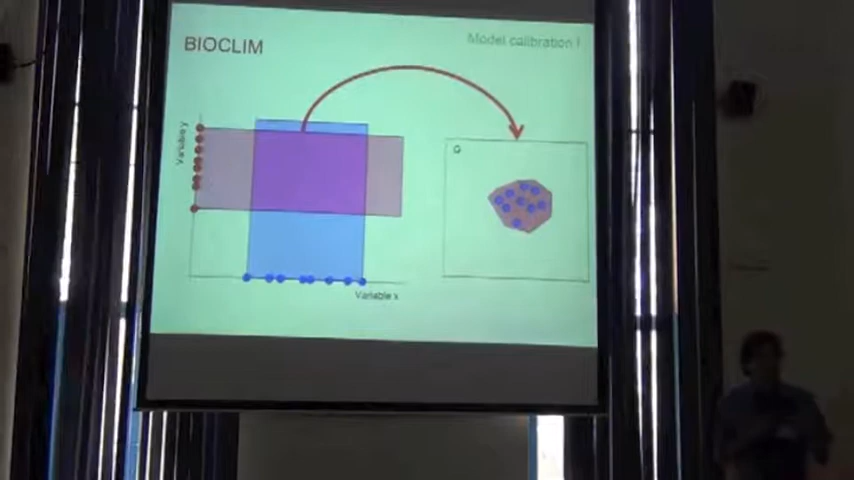 BIOCLIM
Model calibration I
Variable y
G
Variable x